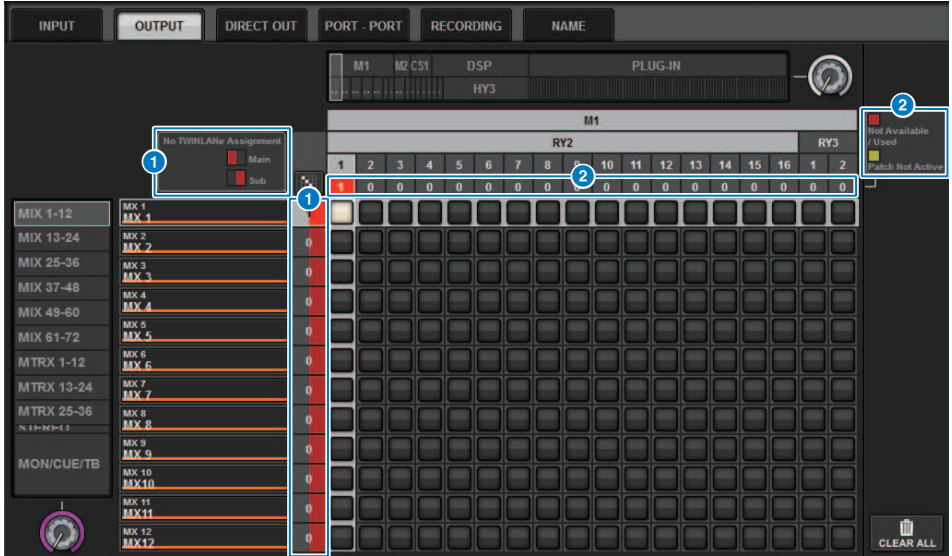 INPUT OUTPUT DIRECT OUT PORT - PORT RECORDING NAME
M1 M2 CS1 DSP PLUG-IN
HY3
2
M1
Not Available
/ Used
No TWINLANe Assignment
RY2 RY3
1 Main
Patch Not Active
Sub
1 2 3 4 5 6 7 8 9 10 11 12 13 14 15 16 1 2
2
1 0 0 0 0 0 0 0 0 0 0 0 0 0 0 0 0 0
1
MIX 1-12
MIX 13-24
MIX 25-36
MIX 37-48
MIX 49-60
MIX 61-72
MTRX 1-12
MTRX 13-24
MTRX 25-36
STEREO
MON/CUE/TB
MX 1
MX 1
MX 2
MX 2 0
MX 3
MX 3 0
MX 4
MX 4 0
MX 5
MX 5 0
MX 6
MX 6 0
MX 7
MX 7 0
MX 8
MX 8 0
MX 9
MX 9 0
MX 10
MX10 0
MX 11
MX11 0
MX 12
MX12 0
CLEAR ALL